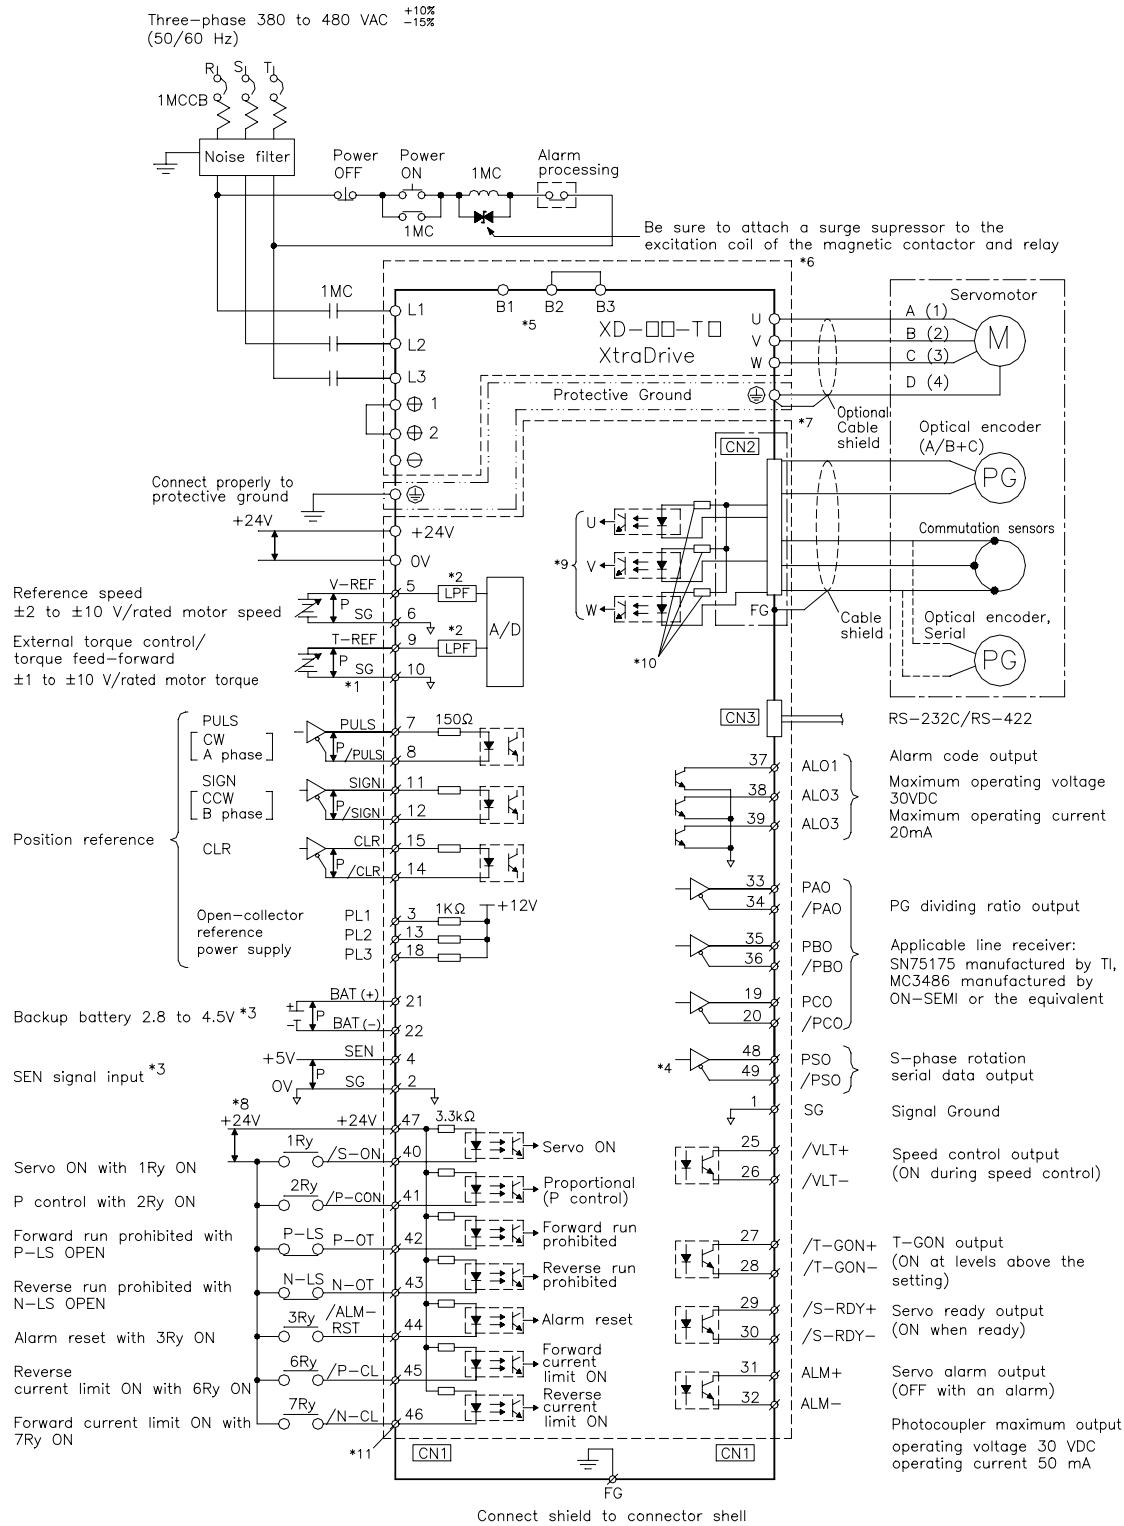 Three-phase 380 to 480 VAC +10% -15%
(50/60 Hz)
R S T
1MCCB
Noise filter
Power OFF
Power ON
1MC
Alarm processing
1MC
Be sure to attach a surge supressor to the
excitation coil of the magnetic contactor and relay
*6
1MC
B1 B2 B3
*5
XD-□□-T□
XtraDrive
L1
L2
L3
⊕ 1
⊕ 2
⊖
U
V
W
Servomotor
A (1)
B (2)
C (3)
D (4)
M
Protective Ground
*7
Optional
Cable
shield
Optical encoder
(A/B+C)
PG
CN2
Connect properly to
protective ground
+24V
+24V
0V
U
V
W
*9
*10
Commutation sensors
FG
Cable
shield
Optical encoder,
Serial
PG
Reference speed
±2 to ±10 V/rated motor speed
V-REF 5 *2
P LPF
SG 6
A/D
External torque control/
torque feed-forward
±1 to ±10 V/rated motor torque
T-REF 9 *2
P LPF
SG 10
*1
CN3
RS-232C/RS-422
Position reference
PULS
CW
A phase
PULS 7 150Ω
P
/PULS 8
SIGN
CCW
B phase
SIGN 11
P
/SIGN 12
CLR
CLR 15
P
/CLR 14
Open-collector
reference
power supply
PL1 3 1KΩ +12V
PL2 13
PL3 18
37 ALO1
38 ALO3
39 ALO3
Alarm code output
Maximum operating voltage
30VDC
Maximum operating current
20mA
33 PAO
34 /PAO
35 PBO
36 /PBO
19 PCO
20 /PCO
PG dividing ratio output
Applicable line receiver:
SN75175 manufactured by TI,
MC3486 manufactured by
ON-SEMI or the equivalent
Backup battery 2.8 to 4.5V *3
+ BAT (+) 21
P
- BAT (-) 22
SEN signal input *3
+5V SEN 4
P
0V SG 2
*4
48 PSO
49 /PSO
S-phase rotation
serial data output
1 SG Signal Ground
*8
+24V +24V 47 3.3kΩ
Servo ON with 1Ry ON
1Ry /S-ON 40
Servo ON
P control with 2Ry ON
2Ry /P-CON 41
Proportional
(P control)
Forward run prohibited with
P-LS OPEN
P-LS P-OT 42
Forward run
prohibited
Reverse run prohibited with
N-LS OPEN
N-LS N-OT 43
Reverse run
prohibited
Alarm reset with 3Ry ON
3Ry /ALM-
RST 44
Alarm reset
Reverse
current limit ON with 6Ry ON
6Ry /P-CL 45
Forward
current
limit ON
Forward current limit ON with
7Ry ON
7Ry /N-CL 46
Reverse
current
limit ON
*11
25 /VLT+
26 /VLT-
Speed control output
(ON during speed control)
27 /T-GON+
28 /T-GON-
T-GON output
(ON at levels above the
setting)
29 /S-RDY+
30 /S-RDY-
Servo ready output
(ON when ready)
31 ALM+
32 ALM-
Servo alarm output
(OFF with an alarm)
Photocoupler maximum output
operating voltage 30 VDC
operating current 50 mA
CN1
CN1
FG
Connect shield to connector shell